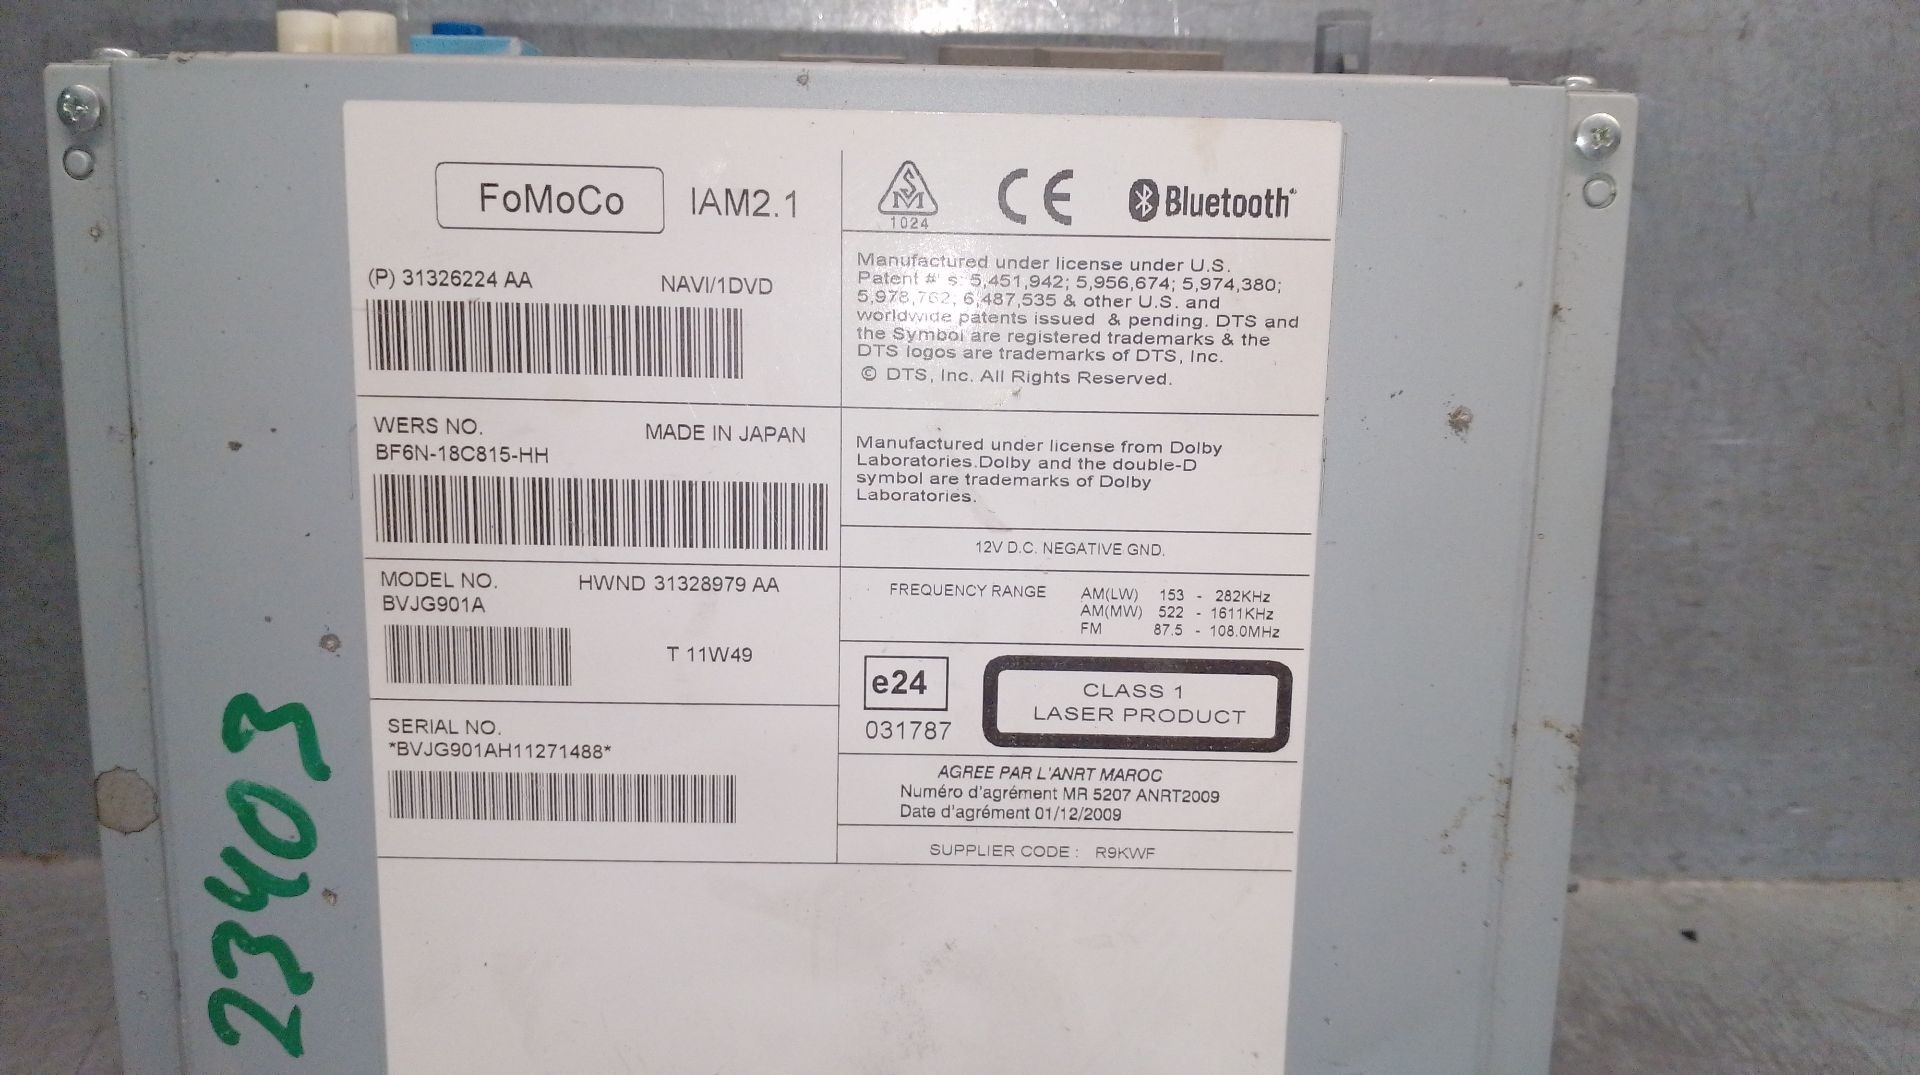 FoMoCo IAM2.1
(P) 31326224 AA NAVI/1DVD
WERS NO. MADE IN JAPAN
BF6N-18C815-HH
MODEL NO. HWND 31328979 AA
BVJG901A
T 11W49
SERIAL NO.
*BVJG901AH11271488*
S M
1024
CE
Bluetooth
Manufactured under license under U.S.
Patent #' s: 5,451,942; 5,956,674; 5,974,380;
5,978,762; 6,487,535 & other U.S. and
worldwide patents issued & pending. DTS and
the Symbol are registered trademarks & the
DTS logos are trademarks of DTS, Inc.
© DTS, Inc. All Rights Reserved.
Manufactured under license from Dolby
Laboratories.Dolby and the double-D
symbol are trademarks of Dolby
Laboratories.
12V D.C. NEGATIVE GND.
FREQUENCY RANGE AM(LW) 153 - 282KHz
AM(MW) 522 - 1611KHz
FM 87.5 - 108.0MHz
e24
031787
CLASS 1
LASER PRODUCT
AGREE PAR L'ANRT MAROC
Numéro d'agrément MR 5207 ANRT2009
Date d'agrément 01/12/2009
SUPPLIER CODE : R9KWF
23403